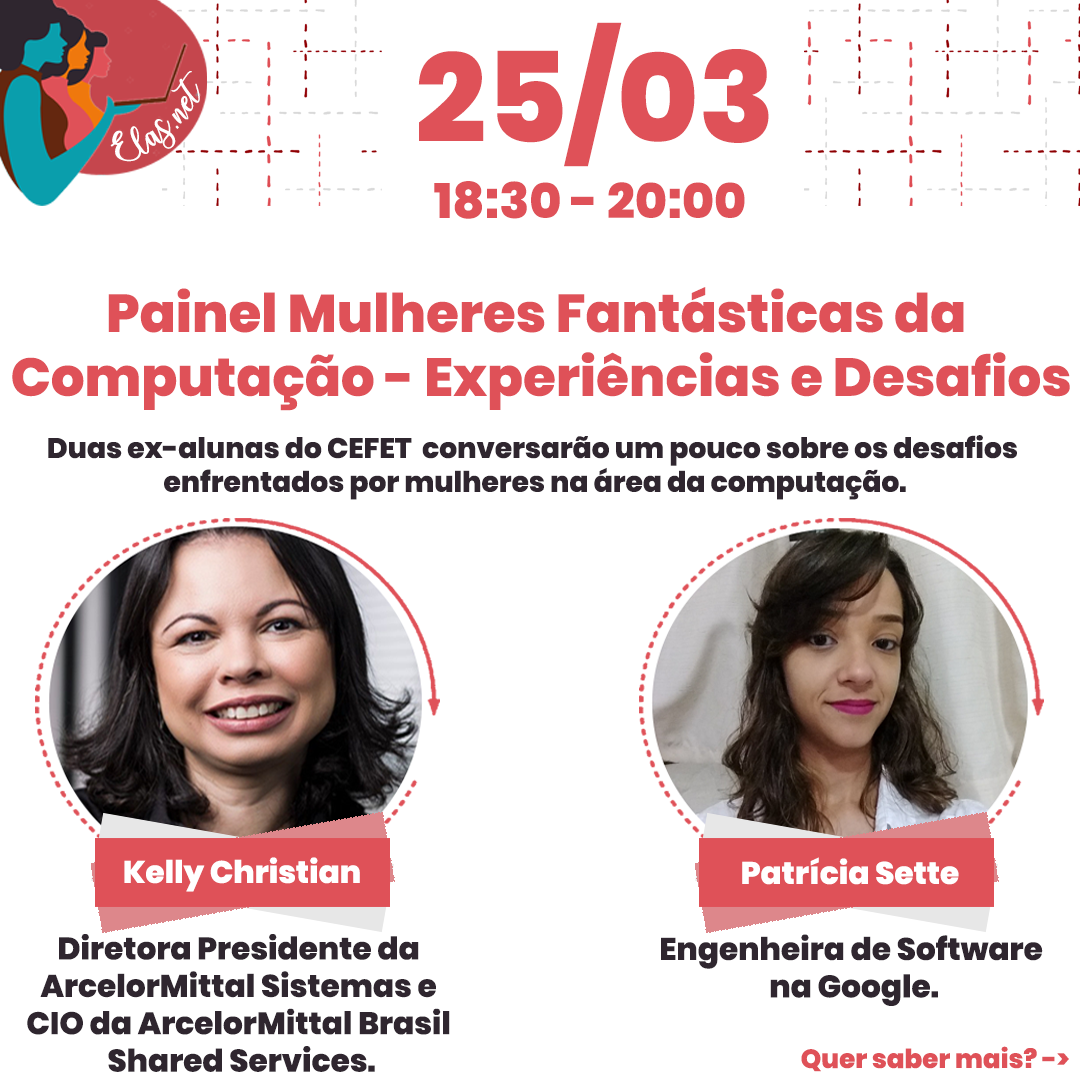 Elas.net
25/03
18:30 - 20:00
Painel Mulheres Fantásticas da
Computação - Experiências e Desafios
Duas ex-alunas do CEFET conversarão um pouco sobre os desafios
enfrentados por mulheres na área da computação.
Kelly Christian
Diretora Presidente da
ArcelorMittal Sistemas e
CIO da ArcelorMittal Brasil
Shared Services.
Patrícia Sette
Engenheira de Software
na Google.
Quer saber mais? ->